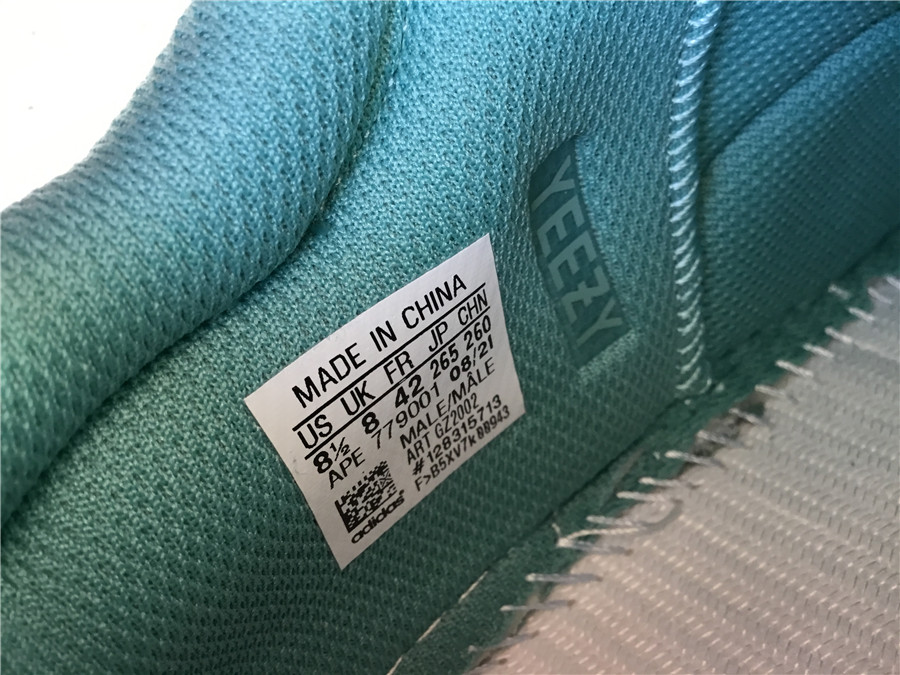 YEEZY
MADE IN CHINA
US UK FR JP CHN
8½ 8 42 265 260
APE 779001 08/21
MALE/MÂLE
ART GZ2002
#128315713
F>B5XV7k88943
adidas